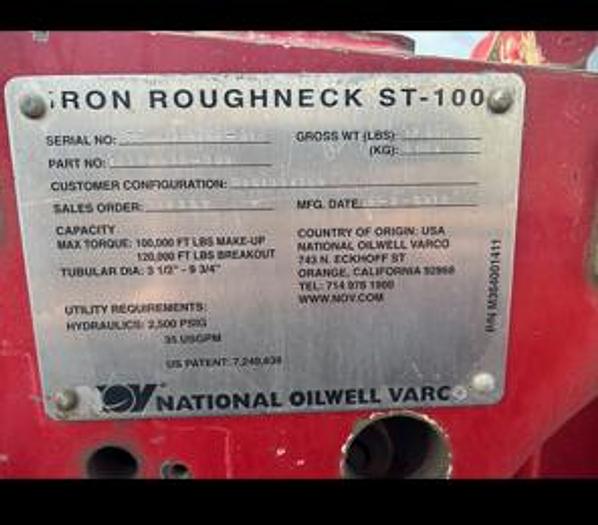 IRON ROUGHNECK ST-100
SERIAL NO:
GROSS WT (LBS)
(KG):
PART NO:
CUSTOMER CONFIGURATION:
SALES ORDER:
MFG. DATE:
CAPACITY
MAX TORQUE: 100,000 FT LBS MAKE-UP
120,000 FT LBS BREAKOUT
TUBULAR DIA: 3 1/2" - 9 3/4"
COUNTRY OF ORIGIN: USA
NATIONAL OILWELL VARCO
743 N. ECKHOFF ST
ORANGE, CALIFORNIA 92868
TEL: 714 978 1900
WWW.NOV.COM
UTILITY REQUIREMENTS:
HYDRAULICS: 2,500 PSIG
35 USGPM
US PATENT: 7,249,639
P/N M364001411
NOV NATIONAL OILWELL VARCO